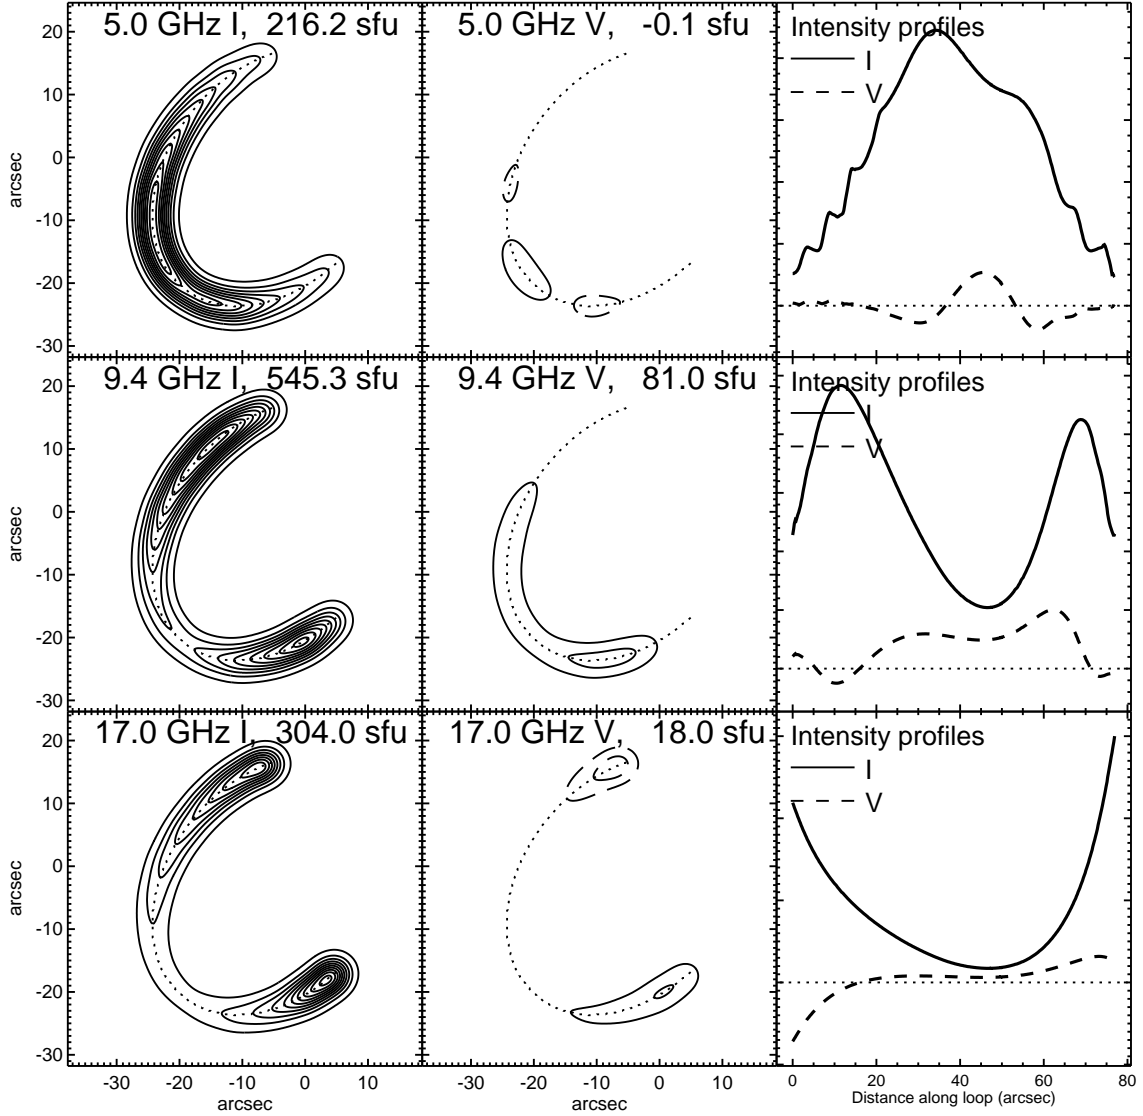 5.0 GHz I, 216.2 sfu
5.0 GHz V, -0.1 sfu
Intensity profiles
I
V
20
10
0
-10
-20
-30
arcsec
9.4 GHz I, 545.3 sfu
9.4 GHz V, 81.0 sfu
Intensity profiles
I
V
20
10
0
-10
-20
-30
arcsec
17.0 GHz I, 304.0 sfu
17.0 GHz V, 18.0 sfu
Intensity profiles
I
V
20
10
0
-10
-20
-30
arcsec
-30 -20 -10 0 10
arcsec
-30 -20 -10 0 10
arcsec
0 20 40 60 80
Distance along loop (arcsec)